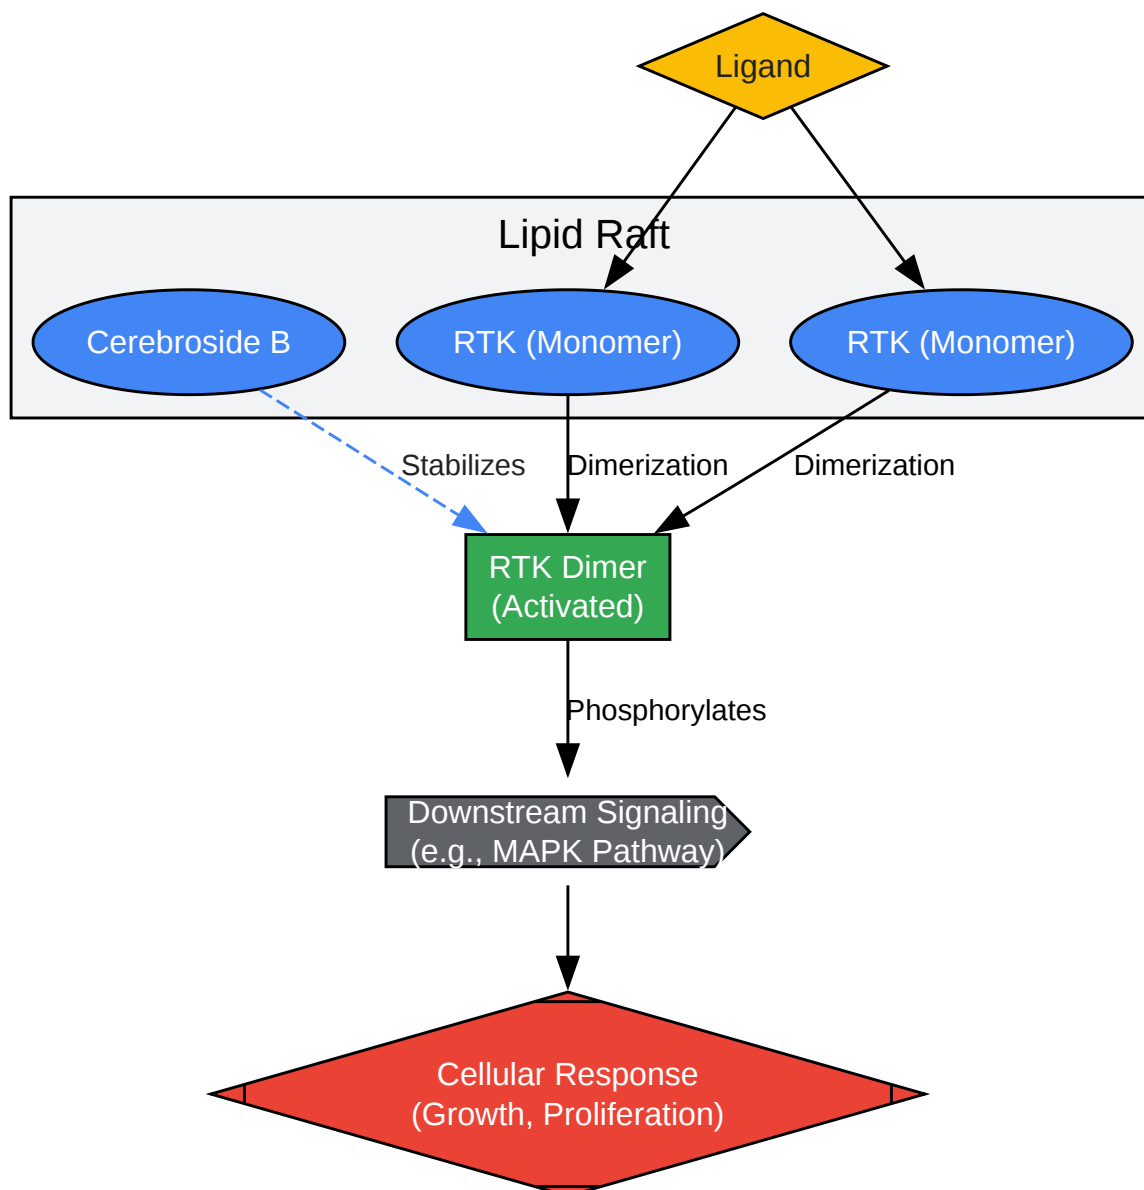 Ligand
Lipid Raft
Cerebroside B
RTK (Monomer)
RTK (Monomer)
Stabilizes
Dimerization
Dimerization
RTK Dimer
(Activated)
Phosphorylates
Downstream Signaling
(e.g., MAPK Pathway)
Cellular Response
(Growth, Proliferation)